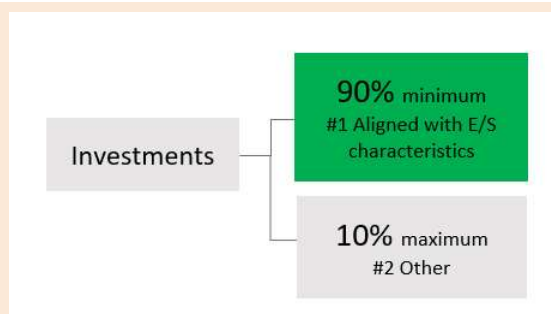 Investments
90% minimum
#1 Aligned with E/S
characteristics
10% maximum
#2 Other